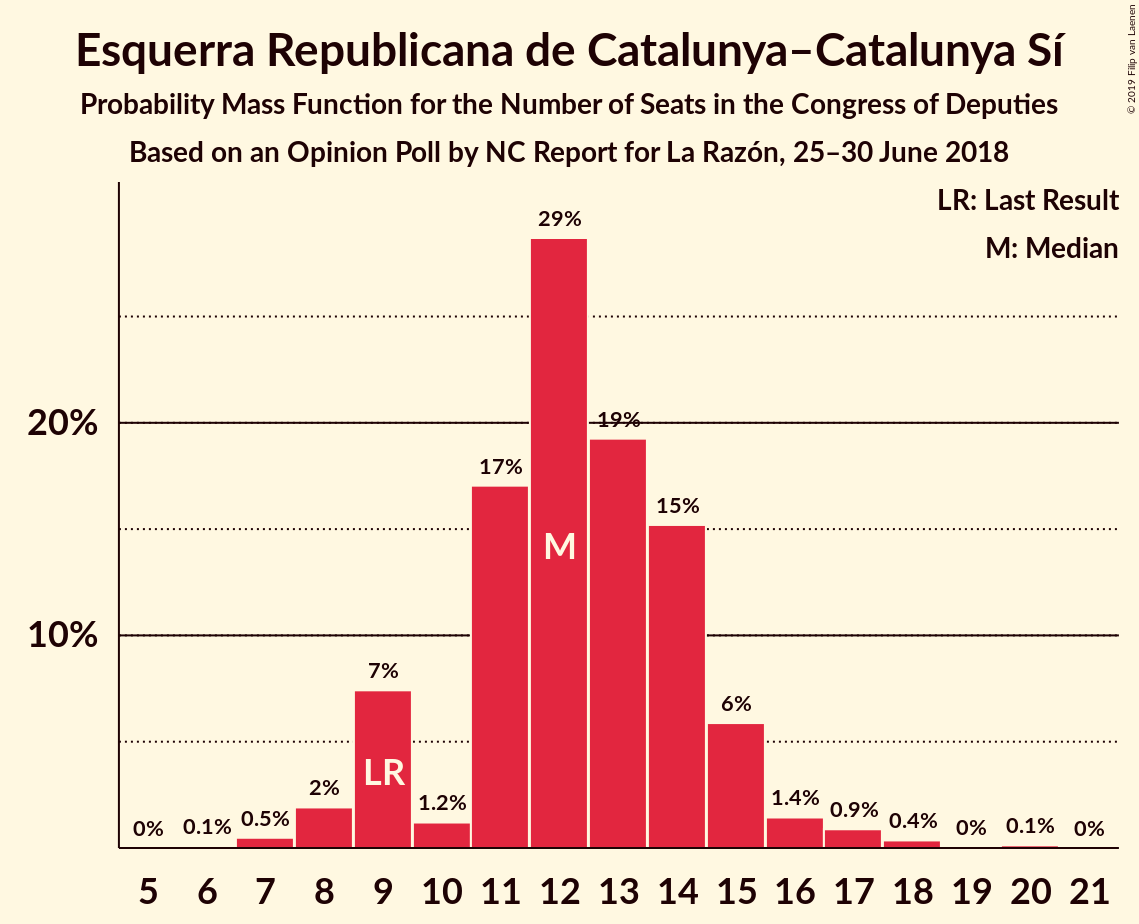 Esquerra Republicana de Catalunya–Catalunya Sí
Probability Mass Function for the Number of Seats in the Congress of Deputies
Based on an Opinion Poll by NC Report for La Razón, 25–30 June 2018
© 2019 Filip van Laenen
LR: Last Result
M: Median
20%
10%
0%
0.1%
0.5%
2%
7%
1.2%
17%
29%
19%
15%
6%
1.4%
0.9%
0.4%
0%
0.1%
0%
LR
M
5 6 7 8 9 10 11 12 13 14 15 16 17 18 19 20 21